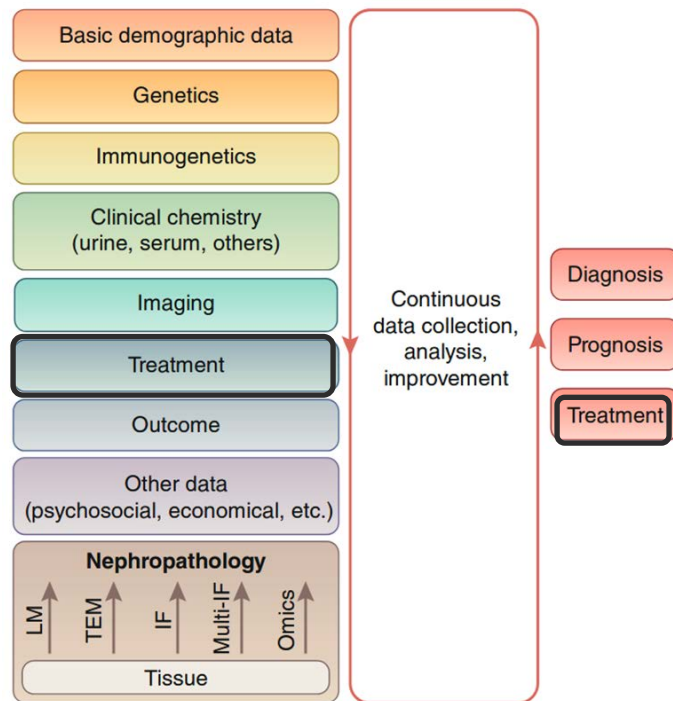 Basic demographic data
Genetics
Immunogenetics
Clinical chemistry
(urine, serum, others)
Imaging
Treatment
Outcome
Other data
(psychosocial, economical, etc.)
Nephropathology
LM
TEM
IF
Multi-IF
Omics
Tissue
Continuous
data collection,
analysis,
improvement
Diagnosis
Prognosis
Treatment